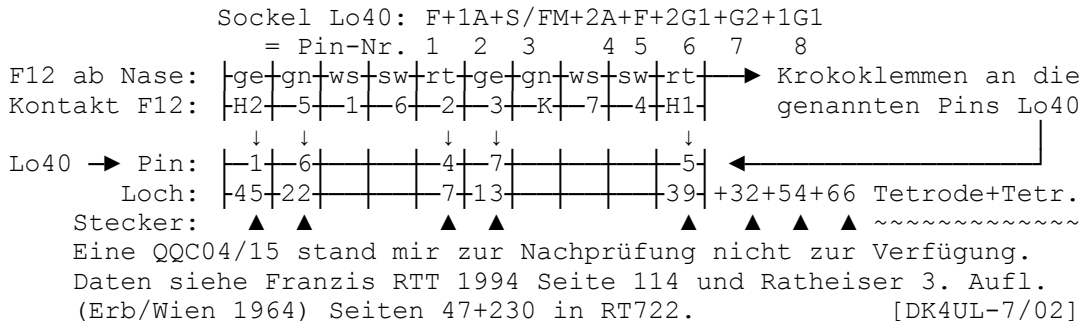 Sockel Lo40: F+1A+S/FM+2A+F+2G1+G2+1G1
= Pin-Nr. 1 2 3 4 5 6 7 8
F12 ab Nase: ├ge┼gn┼ws┼sw┼rt┼ge┼gn┼ws┼sw┼rt┼──► Krokoklemmen an die
Kontakt F12: ├H2┼─5┼─1┼─6┼─2┼─3┼─K┼─7┼─4┼H1┤ genannten Pins Lo40
↓ ↓ ↓ ↓ ↓
Lo40 ─► Pin: ├─1┼─6┼──┼──┼─4┼─7┼──┼──┼──┼─5┤ ◄
Loch: ├45┼22┼──┼──┼─7┼13┼──┼──┼──┼39┤ +32+54+66 Tetrode+Tetr.
Stecker: ▲ ▲ ▲ ▲ ▲ ▲ ▲ ▲ ~~~~~~~~~~~~~
Eine QQC04/15 stand mir zur Nachprüfung nicht zur Verfügung.
Daten siehe Franzis RTT 1994 Seite 114 und Ratheiser 3. Aufl.
(Erb/Wien 1964) Seiten 47+230 in RT722. [DK4UL-7/02]